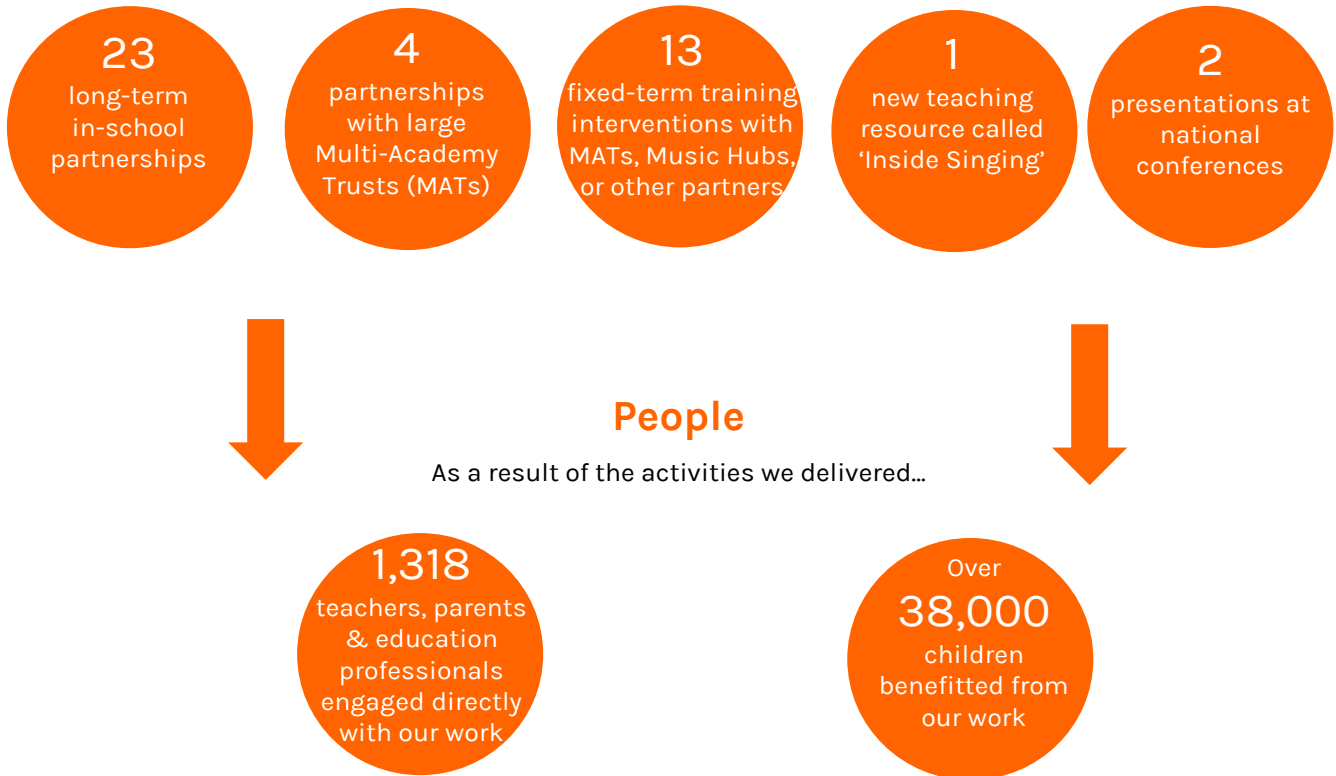 23
long-term
in-school
partnerships
4
partnerships
with large
Multi-Academy
Trusts (MATs)
13
fixed-term training
interventions with
MATs, Music Hubs,
or other partners
1
new teaching
resource called
‘Inside Singing’
2
presentations at
national
conferences
People
As a result of the activities we delivered…
1,318
teachers, parents
& education
professionals
engaged directly
with our work
Over
38,000
children
benefitted from
our work